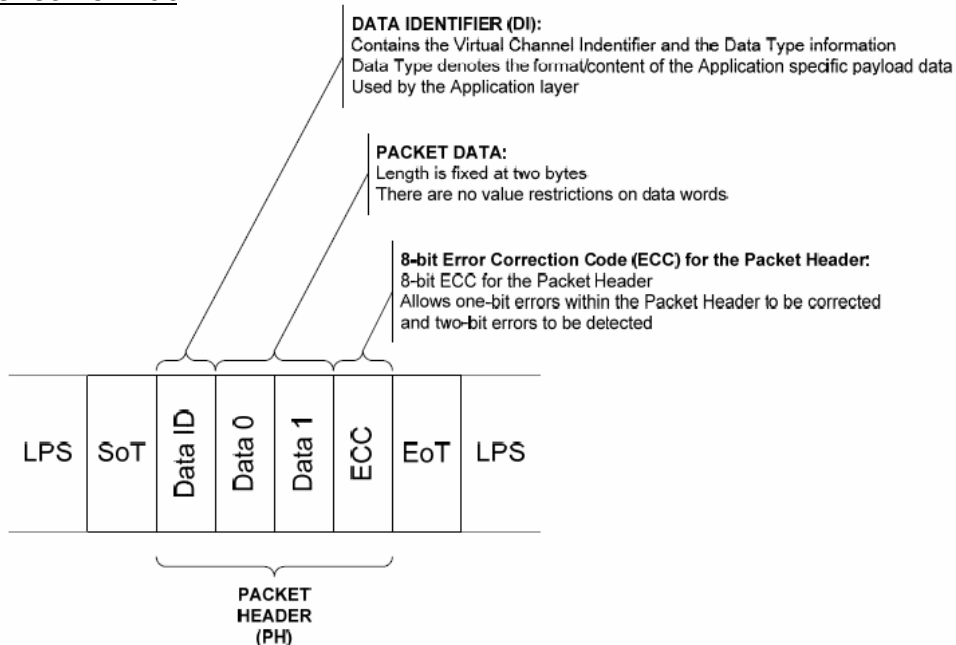 DATA IDENTIFIER (DI):
Contains the Virtual Channel Indentifier and the Data Type information
Data Type denotes the format/content of the Application specific payload data
Used by the Application layer
PACKET DATA:
Length is fixed at two bytes
There are no value restrictions on data words
8-bit Error Correction Code (ECC) for the Packet Header:
8-bit ECC for the Packet Header
Allows one-bit errors within the Packet Header to be corrected
and two-bit errors to be detected
LPS
SoT
Data ID
Data 0
Data 1
ECC
EoT
LPS
PACKET
HEADER
(PH)